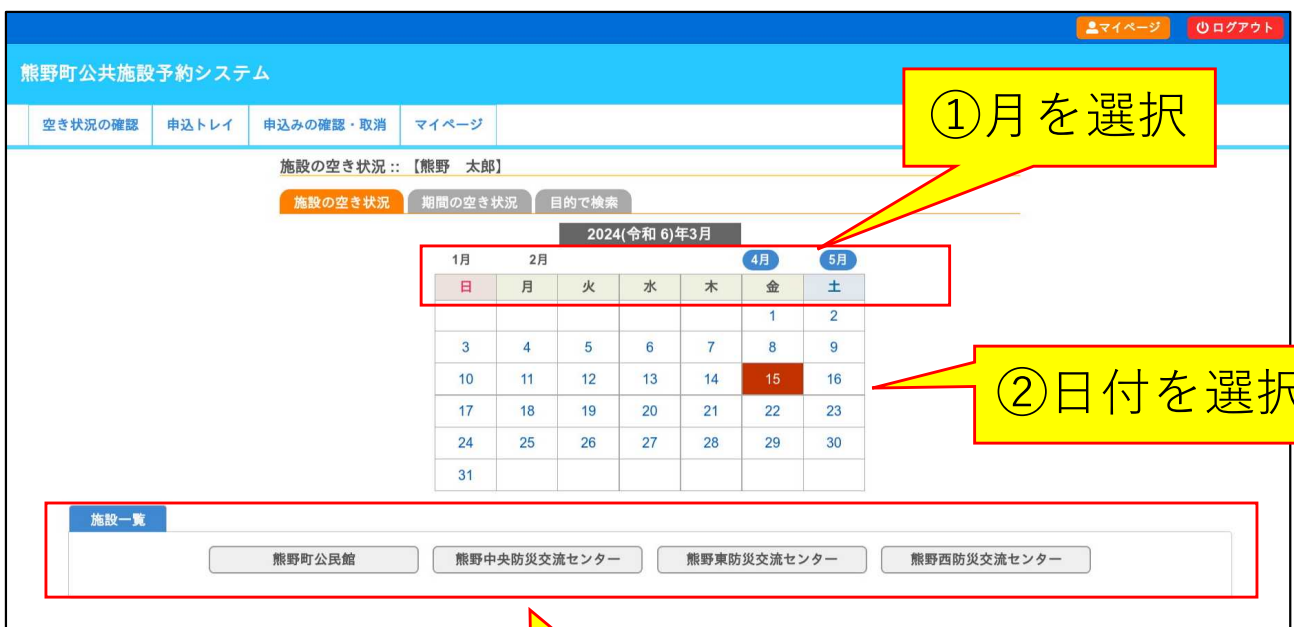 マイページ ログアウト
熊野町公共施設予約システム
①月を選択
空き状況の確認 申込トレイ 申込みの確認・取消 マイページ
施設の空き状況 :: 【熊野　太郎】
施設の空き状況 期間の空き状況 目的で検索
2024(令和 6)年3月
1月 2月 4月 5月
日 月 火 水 木 金 土
1 2
3 4 5 6 7 8 9
10 11 12 13 14 15 16
②日付を選択
17 18 19 20 21 22 23
24 25 26 27 28 29 30
31
施設一覧
熊野町公民館 熊野中央防災交流センター 熊野東防災交流センター 熊野西防災交流センター